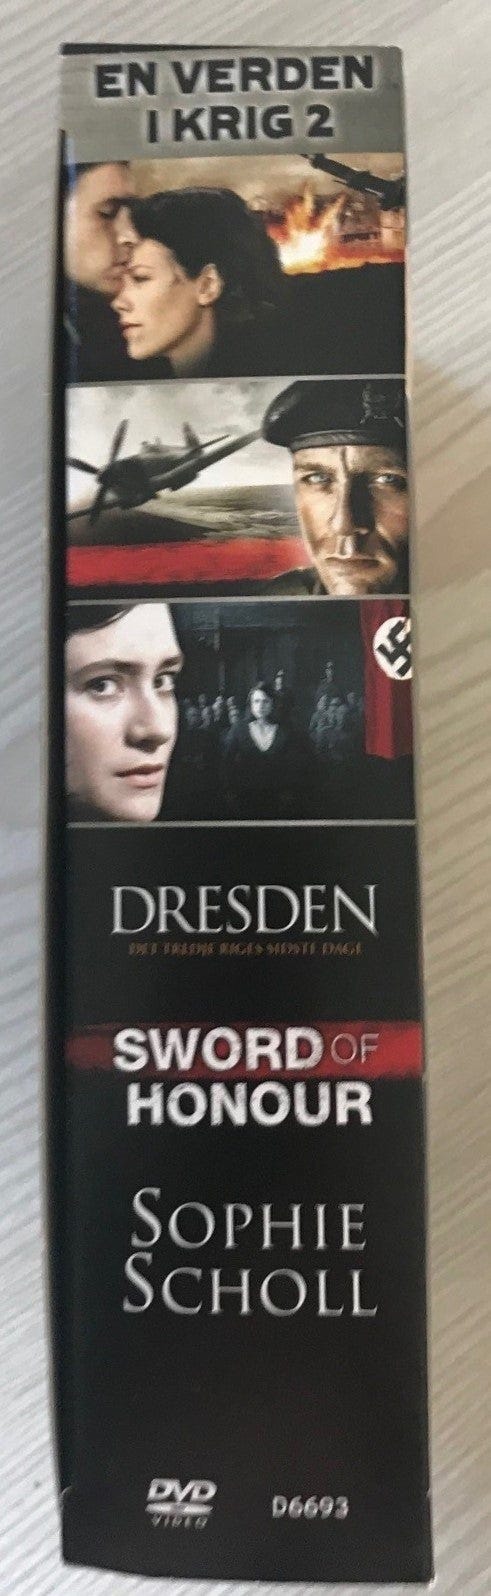 EN VERDEN
I KRIG 2
DRESDEN
DET TREDJE RIGES SIDSTE DAGE
SWORD OF
HONOUR
SOPHIE
SCHOLL
DVD
VIDEO
D6693